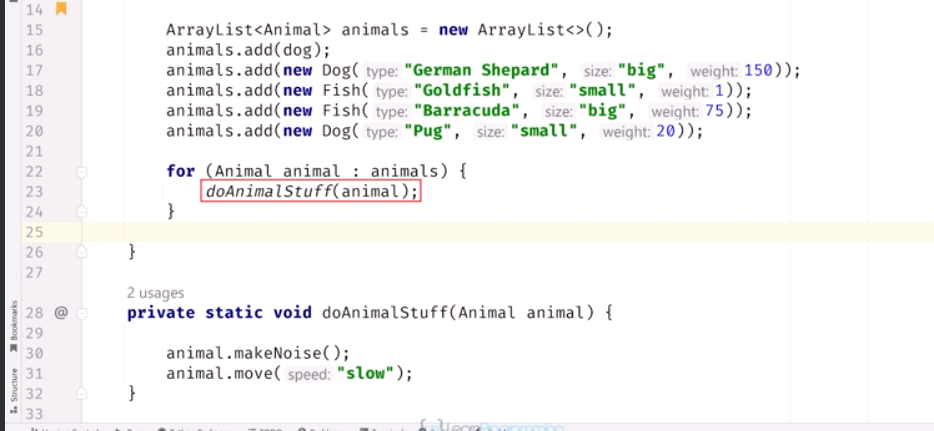 14
15 ArrayList<Animal> animals = new ArrayList<>();
16 animals.add(dog);
17 animals.add(new Dog( type: "German Shepard", size: "big", weight: 150));
18 animals.add(new Fish( type: "Goldfish", size: "small", weight: 1));
19 animals.add(new Fish( type: "Barracuda", size: "big", weight: 75));
20 animals.add(new Dog( type: "Pug", size: "small", weight: 20));
21
22 for (Animal animal : animals) {
23 doAnimalStuff(animal);
24 }
25
26 }
27
2 usages
28 @ private static void doAnimalStuff(Animal animal) {
29
30 animal.makeNoise();
31 animal.move( speed: "slow");
32 }
33
Bookmarks
Structure